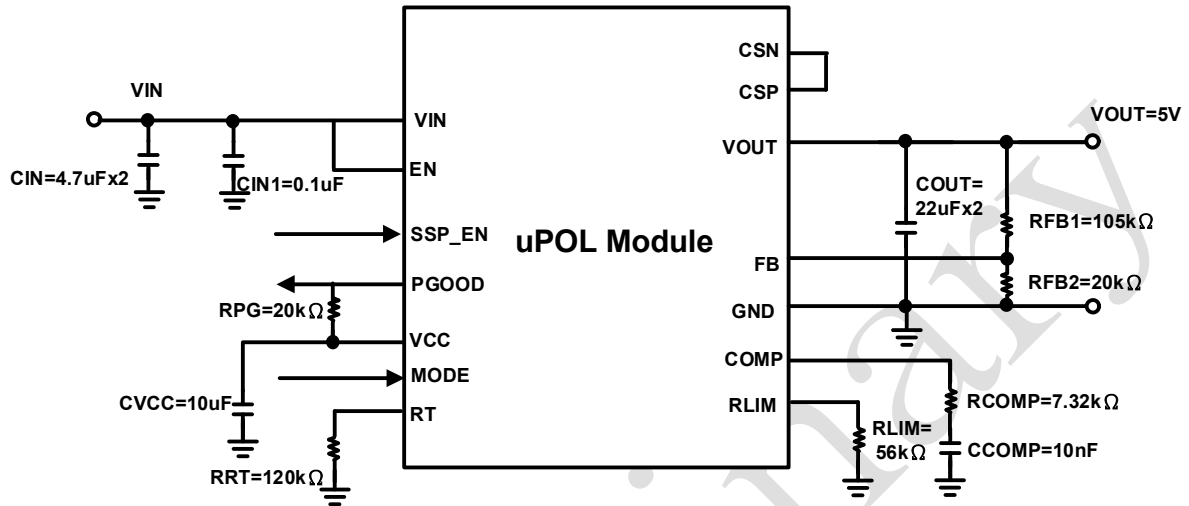 VIN
CIN=4.7uFx2
CIN1=0.1uF
RPG=20kΩ
CVCC=10uF
RRT=120kΩ
VIN
EN
SSP_EN
PGOOD
VCC
MODE
RT
uPOL Module
CSN
CSP
VOUT
FB
GND
COMP
RLIM
VOUT=5V
COUT=
22uFx2
RFB1=105kΩ
RFB2=20kΩ
RLIM=
56kΩ
RCOMP=7.32kΩ
CCOMP=10nF
inary